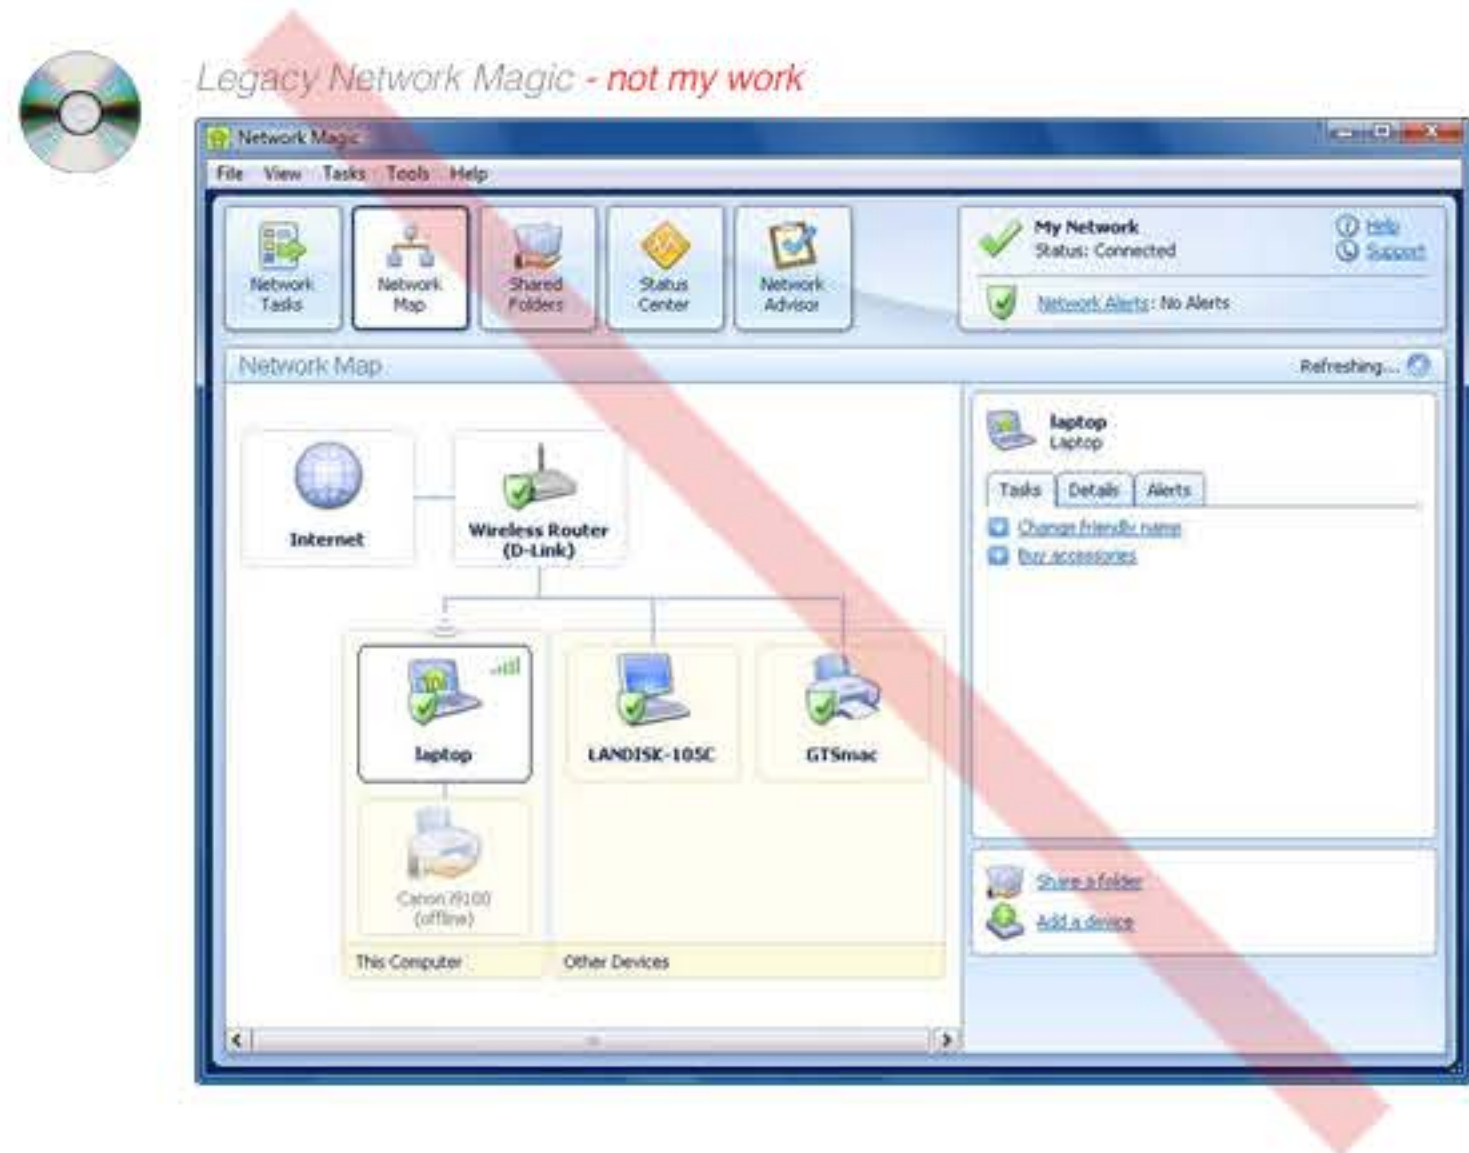 Legacy Network Magic - not my work
Network Magic
File View Tasks Tools Help
Network Tasks
Network Map
Shared Folders
Status Center
Network Advisor
My Network
Status: Connected
Help
Support
Network Alerts: No Alerts
Network Map
Refreshing...
Internet
Wireless Router
(D-Link)
laptop
LANDISK-105C
GTSmac
Canon i9100
(offline)
This Computer
Other Devices
laptop
Laptop
Tasks Details Alerts
Change friendly name
Buy accessories
Share a folder
Add a device